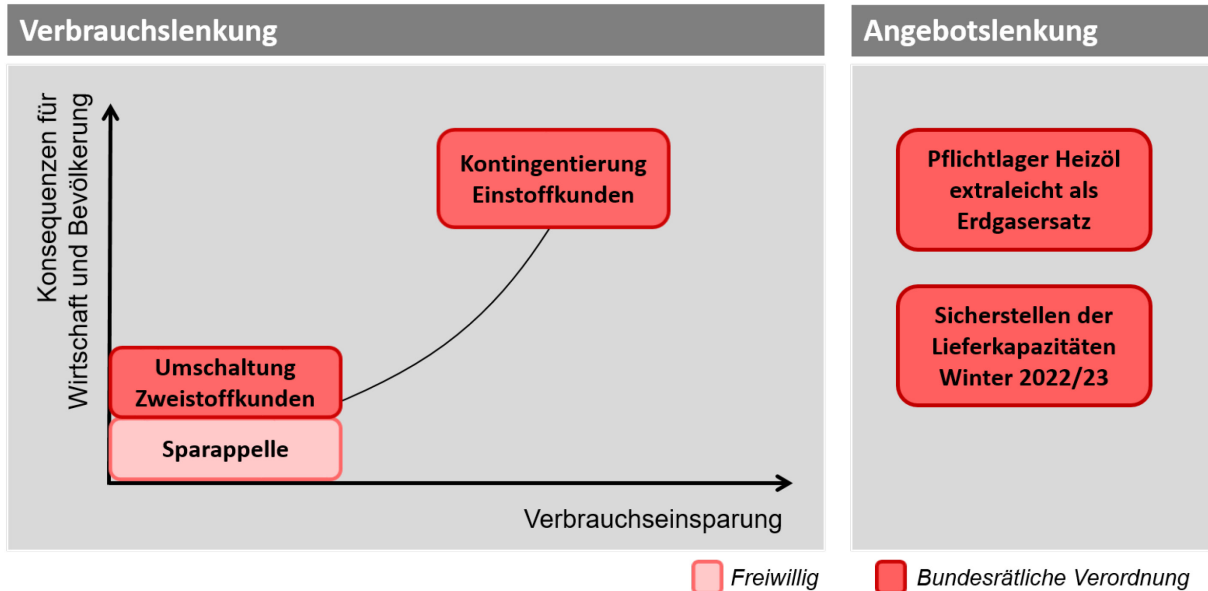 Verbrauchslenkung
Konsequenzen für
Wirtschaft und Bevölkerung
Kontingentierung
Einstoffkunden
Umschaltung
Zweistoffkunden
Sparappelle
Verbrauchseinsparung
Angebotslenkung
Pflichtlager Heizöl
extraleicht als
Erdgasersatz
Sicherstellen der
Lieferkapazitäten
Winter 2022/23
Freiwillig
Bundesrätliche Verordnung